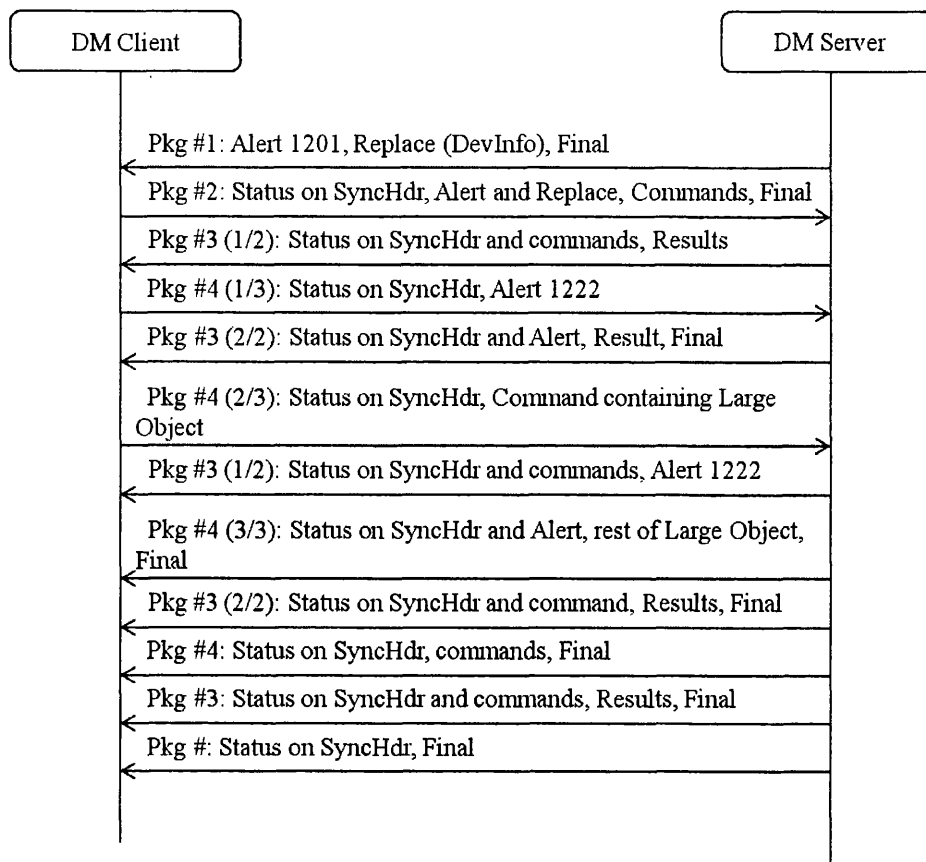 DM Client
DM Server
Pkg #1: Alert 1201, Replace (DevInfo), Final
Pkg #2: Status on SyncHdr, Alert and Replace, Commands, Final
Pkg #3 (1/2): Status on SyncHdr and commands, Results
Pkg #4 (1/3): Status on SyncHdr, Alert 1222
Pkg #3 (2/2): Status on SyncHdr and Alert, Result, Final
Pkg #4 (2/3): Status on SyncHdr, Command containing Large
Object
Pkg #3 (1/2): Status on SyncHdr and commands, Alert 1222
Pkg #4 (3/3): Status on SyncHdr and Alert, rest of Large Object,
Final
Pkg #3 (2/2): Status on SyncHdr and command, Results, Final
Pkg #4: Status on SyncHdr, commands, Final
Pkg #3: Status on SyncHdr and commands, Results, Final
Pkg #: Status on SyncHdr, Final